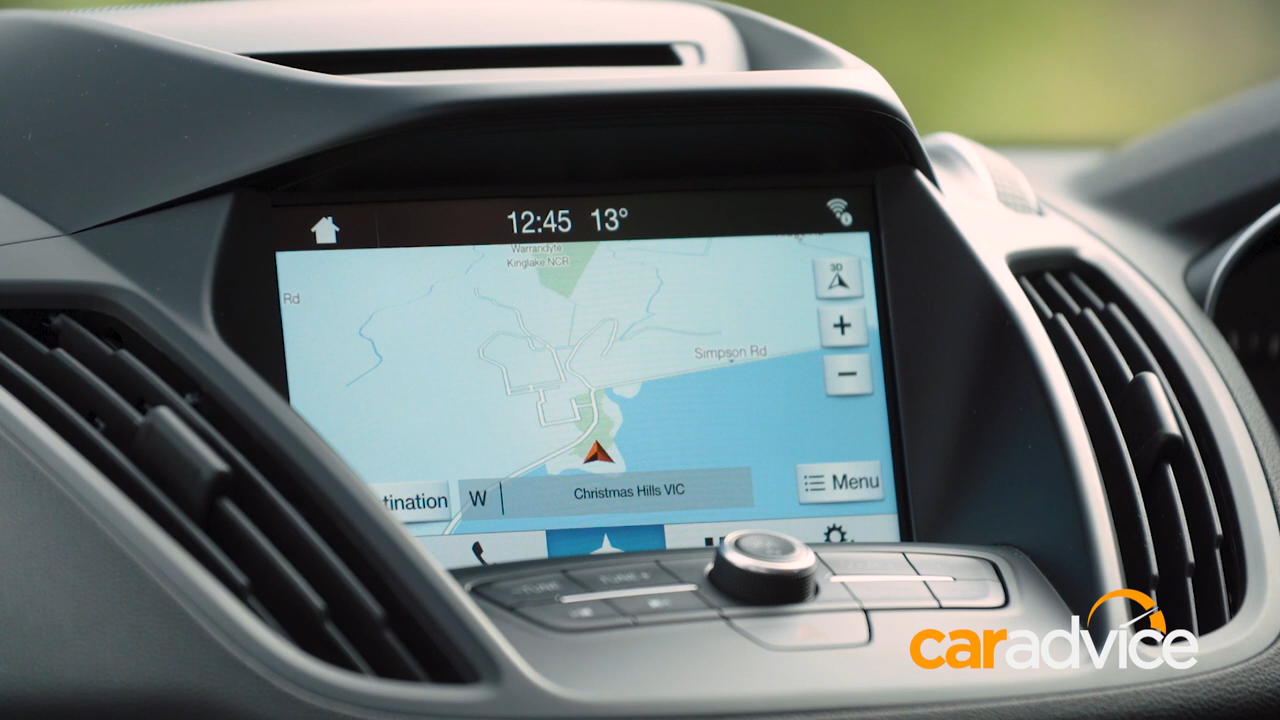 12:45 13°
Warrandyte
Kinglake NCR
3D
Rd
+
Simpson Rd
−
Menu
tination
W
Christmas Hills VIC
caradvice